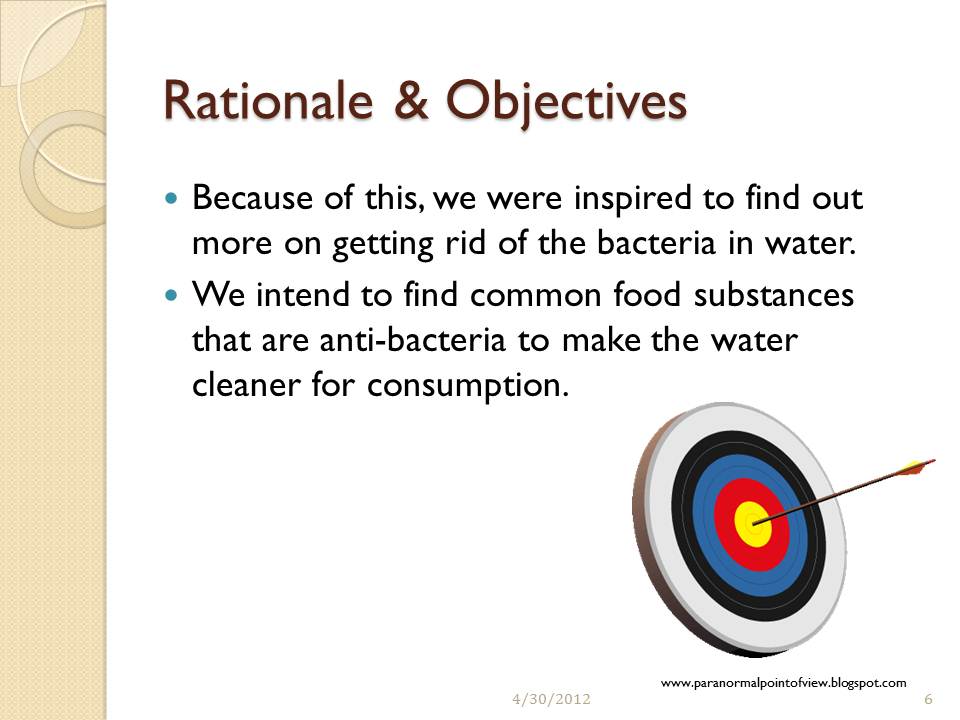 Rationale & Objectives
• Because of this, we were inspired to find out
more on getting rid of the bacteria in water.
• We intend to find common food substances
that are anti-bacteria to make the water
cleaner for consumption.
www.paranormalpointofview.blogspot.com
4/30/2012
6